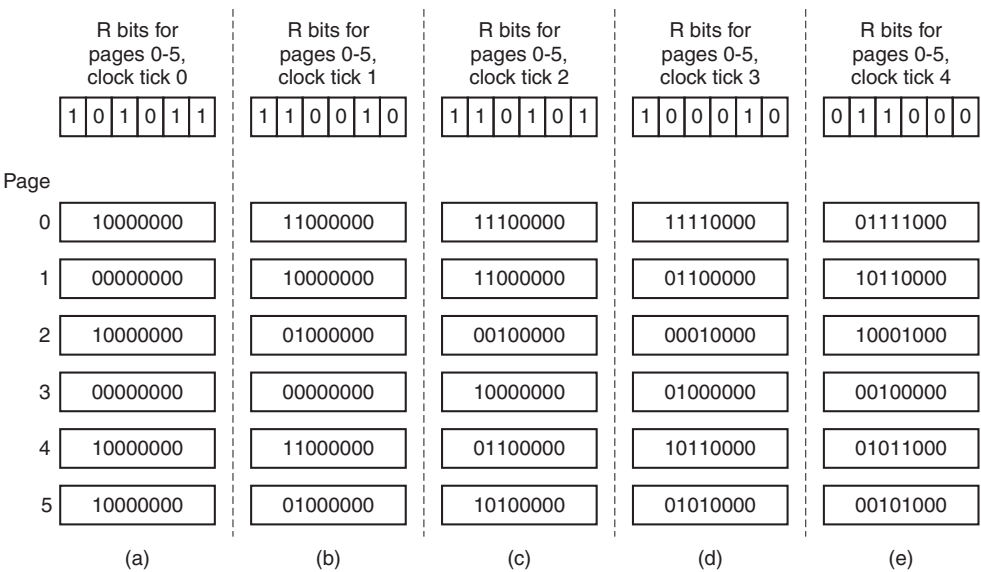 R bits for pages 0-5, clock tick 0
R bits for pages 0-5, clock tick 1
R bits for pages 0-5, clock tick 2
R bits for pages 0-5, clock tick 3
R bits for pages 0-5, clock tick 4
1 0 1 0 1 1
1 1 0 0 1 0
1 1 0 1 0 1
1 0 0 0 1 0
0 1 1 0 0 0
Page
0 10000000 11000000 11100000 11110000 01111000
1 00000000 10000000 11000000 01100000 10110000
2 10000000 01000000 00100000 00010000 10001000
3 00000000 00000000 10000000 01000000 00100000
4 10000000 11000000 01100000 10110000 01011000
5 10000000 01000000 10100000 01010000 00101000
(a) (b) (c) (d) (e)